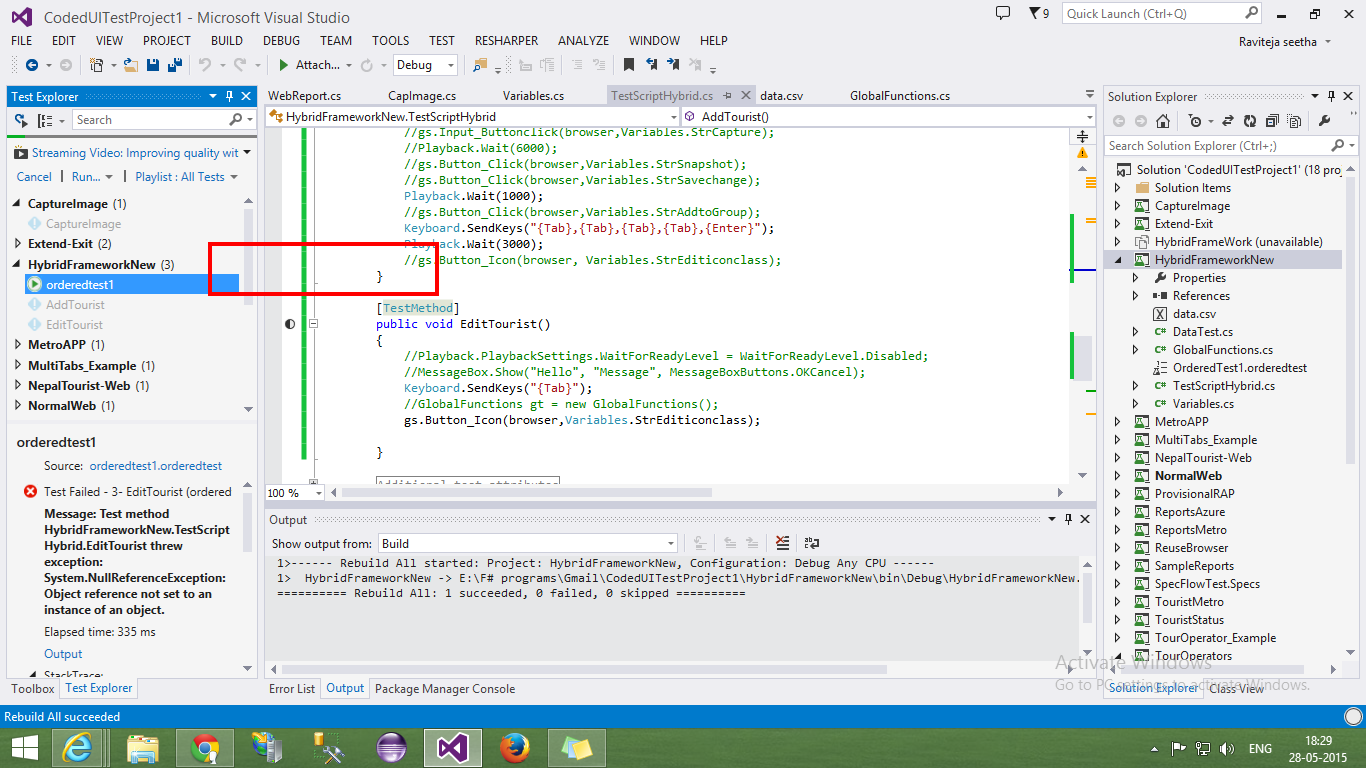 CodedUITestProject1 - Microsoft Visual Studio
9
Quick Launch (Ctrl+Q)
FILE EDIT VIEW PROJECT BUILD DEBUG TEAM TOOLS TEST RESHARPER ANALYZE WINDOW HELP
Raviteja seetha
Attach... Debug
Test Explorer
Search
Streaming Video: Improving quality wit
Cancel | Run... | Playlist : All Tests
CaptureImage (1)
CaptureImage
Extend-Exit (2)
HybridFrameworkNew (3)
orderedtest1
AddTourist
EditTourist
MetroAPP (1)
MultiTabs_Example (1)
NepalTourist-Web (1)
NormalWeb (1)
orderedtest1
Source: orderedtest1.orderedtest
Test Failed - 3- EditTourist (ordered
Message: Test method
HybridFrameworkNew.TestScript
Hybrid.EditTourist threw
exception:
System.NullReferenceException:
Object reference not set to an
instance of an object.
Elapsed time: 335 ms
Output
StackTrace:
Toolbox Test Explorer
WebReport.cs CapImage.cs Variables.cs TestScriptHybrid.cs data.csv GlobalFunctions.cs
HybridFrameworkNew.TestScriptHybrid AddTourist()
//gs.Input_Buttonclick(browser,Variables.StrCapture);
//Playback.Wait(6000);
//gs.Button_Click(browser,Variables.StrSnapshot);
//gs.Button_Click(browser,Variables.StrSavechange);
Playback.Wait(1000);
//gs.Button_Click(browser,Variables.StrAddtoGroup);
Keyboard.SendKeys("{Tab},{Tab},{Tab},{Tab},{Enter}");
Playback.Wait(3000);
//gs.Button_Icon(browser, Variables.StrEditiconclass);
}
[TestMethod]
public void EditTourist()
{
//Playback.PlaybackSettings.WaitForReadyLevel = WaitForReadyLevel.Disabled;
//MessageBox.Show("Hello", "Message", MessageBoxButtons.OKCancel);
Keyboard.SendKeys("{Tab}");
//GlobalFunctions gt = new GlobalFunctions();
gs.Button_Icon(browser,Variables.StrEditiconclass);
}
Additional test attributes
100 %
Output
Show output from: Build
1>------ Rebuild All started: Project: HybridFrameworkNew, Configuration: Debug Any CPU ------
1> HybridFrameworkNew -> E:\F# programs\Gmail\CodedUITestProject1\HybridFrameworkNew\bin\Debug\HybridFrameworkNew.
========== Rebuild All: 1 succeeded, 0 failed, 0 skipped ==========
Error List Output Package Manager Console
Solution Explorer
Search Solution Explorer (Ctrl+;)
Solution 'CodedUITestProject1' (18 proj
Solution Items
CaptureImage
Extend-Exit
HybridFrameWork (unavailable)
HybridFrameworkNew
Properties
References
data.csv
DataTest.cs
GlobalFunctions.cs
OrderedTest1.orderedtest
TestScriptHybrid.cs
Variables.cs
MetroAPP
MultiTabs_Example
NepalTourist-Web
NormalWeb
ProvisionalRAP
ReportsAzure
ReportsMetro
ReuseBrowser
SampleReports
SpecFlowTest.Specs
TouristMetro
TouristStatus
TourOperator_Example
TourOperators
Activate Windows
Go to PC settings to activate Windows.
Solution Explorer Class View
Rebuild All succeeded
ENG
18:29
28-05-2015